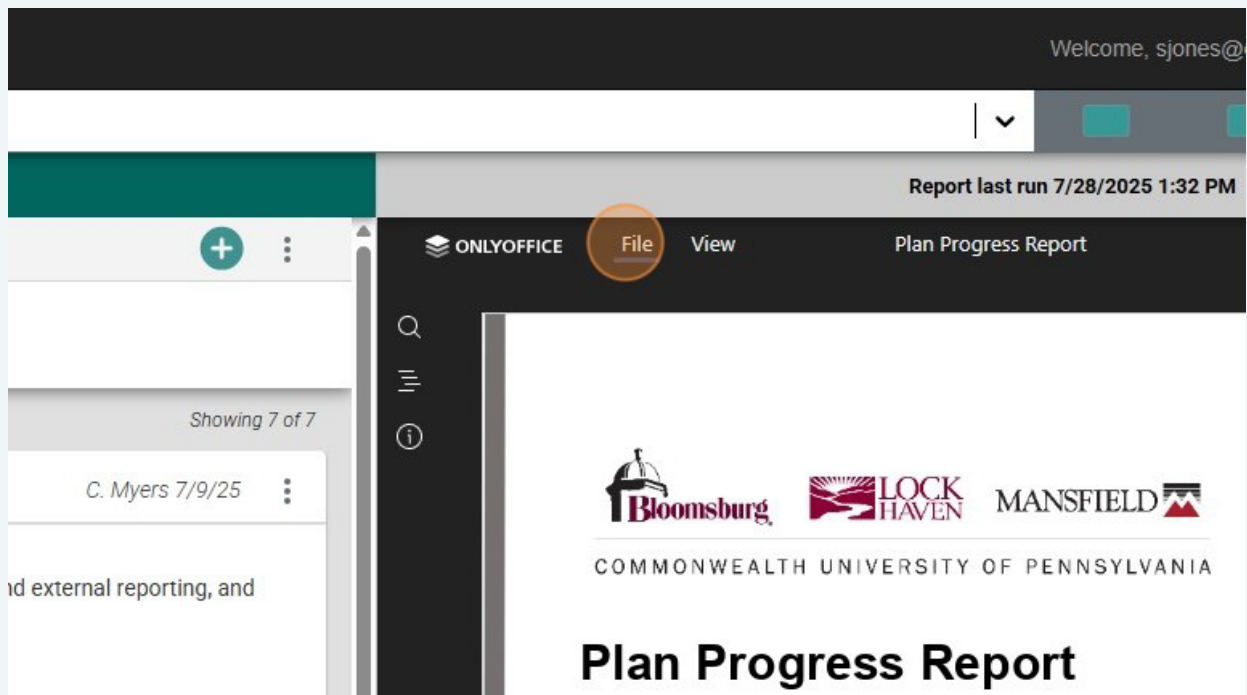 Welcome, sjones@
Report last run 7/28/2025 1:32 PM
ONLYOFFICE File View Plan Progress Report
Showing 7 of 7
C. Myers 7/9/25
external reporting, and
Bloomsburg
LOCK HAVEN
MANSFIELD
COMMONWEALTH UNIVERSITY OF PENNSYLVANIA
Plan Progress Report